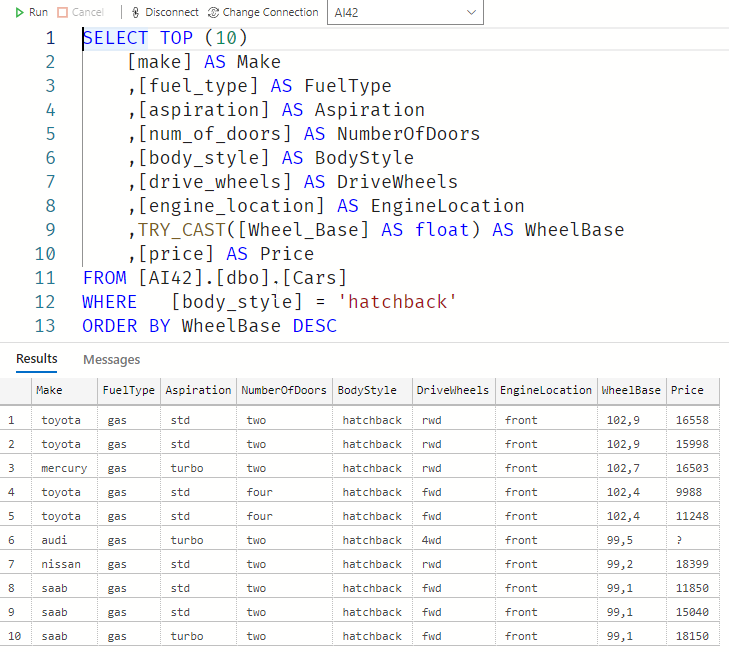 Run Cancel Disconnect Change Connection AI42
1 SELECT TOP (10)
2 [make] AS Make
3 ,[fuel_type] AS FuelType
4 ,[aspiration] AS Aspiration
5 ,[num_of_doors] AS NumberOfDoors
6 ,[body_style] AS BodyStyle
7 ,[drive_wheels] AS DriveWheels
8 ,[engine_location] AS EngineLocation
9 ,TRY_CAST([Wheel_Base] AS float) AS WheelBase
10 ,[price] AS Price
11 FROM [AI42].[dbo].[Cars]
12 WHERE [body_style] = 'hatchback'
13 ORDER BY WheelBase DESC
Results Messages
Make FuelType Aspiration NumberOfDoors BodyStyle DriveWheels EngineLocation WheelBase Price
1 toyota gas std two hatchback rwd front 102,9 16558
2 toyota gas std two hatchback rwd front 102,9 15998
3 mercury gas turbo two hatchback rwd front 102,7 16503
4 toyota gas std four hatchback fwd front 102,4 9988
5 toyota gas std four hatchback fwd front 102,4 11248
6 audi gas turbo two hatchback 4wd front 99,5 ?
7 nissan gas std two hatchback rwd front 99,2 18399
8 saab gas std two hatchback fwd front 99,1 11850
9 saab gas std two hatchback fwd front 99,1 15040
10 saab gas turbo two hatchback fwd front 99,1 18150